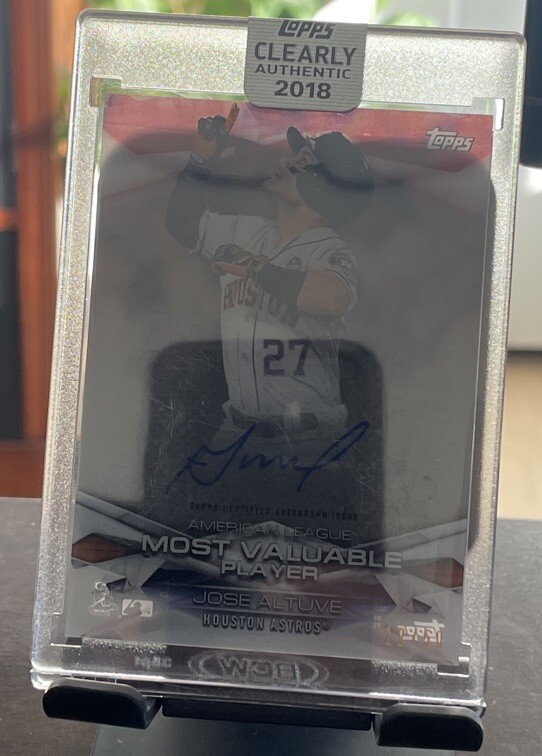 Topps
CLEARLY
AUTHENTIC
2018
Topps
HOUSTON
27
TOPPS CERTIFIED AUTOGRAPH ISSUE
AMERICAN LEAGUE
MOST VALUABLE
PLAYER
JOSE ALTUVE
HOUSTON ASTROS